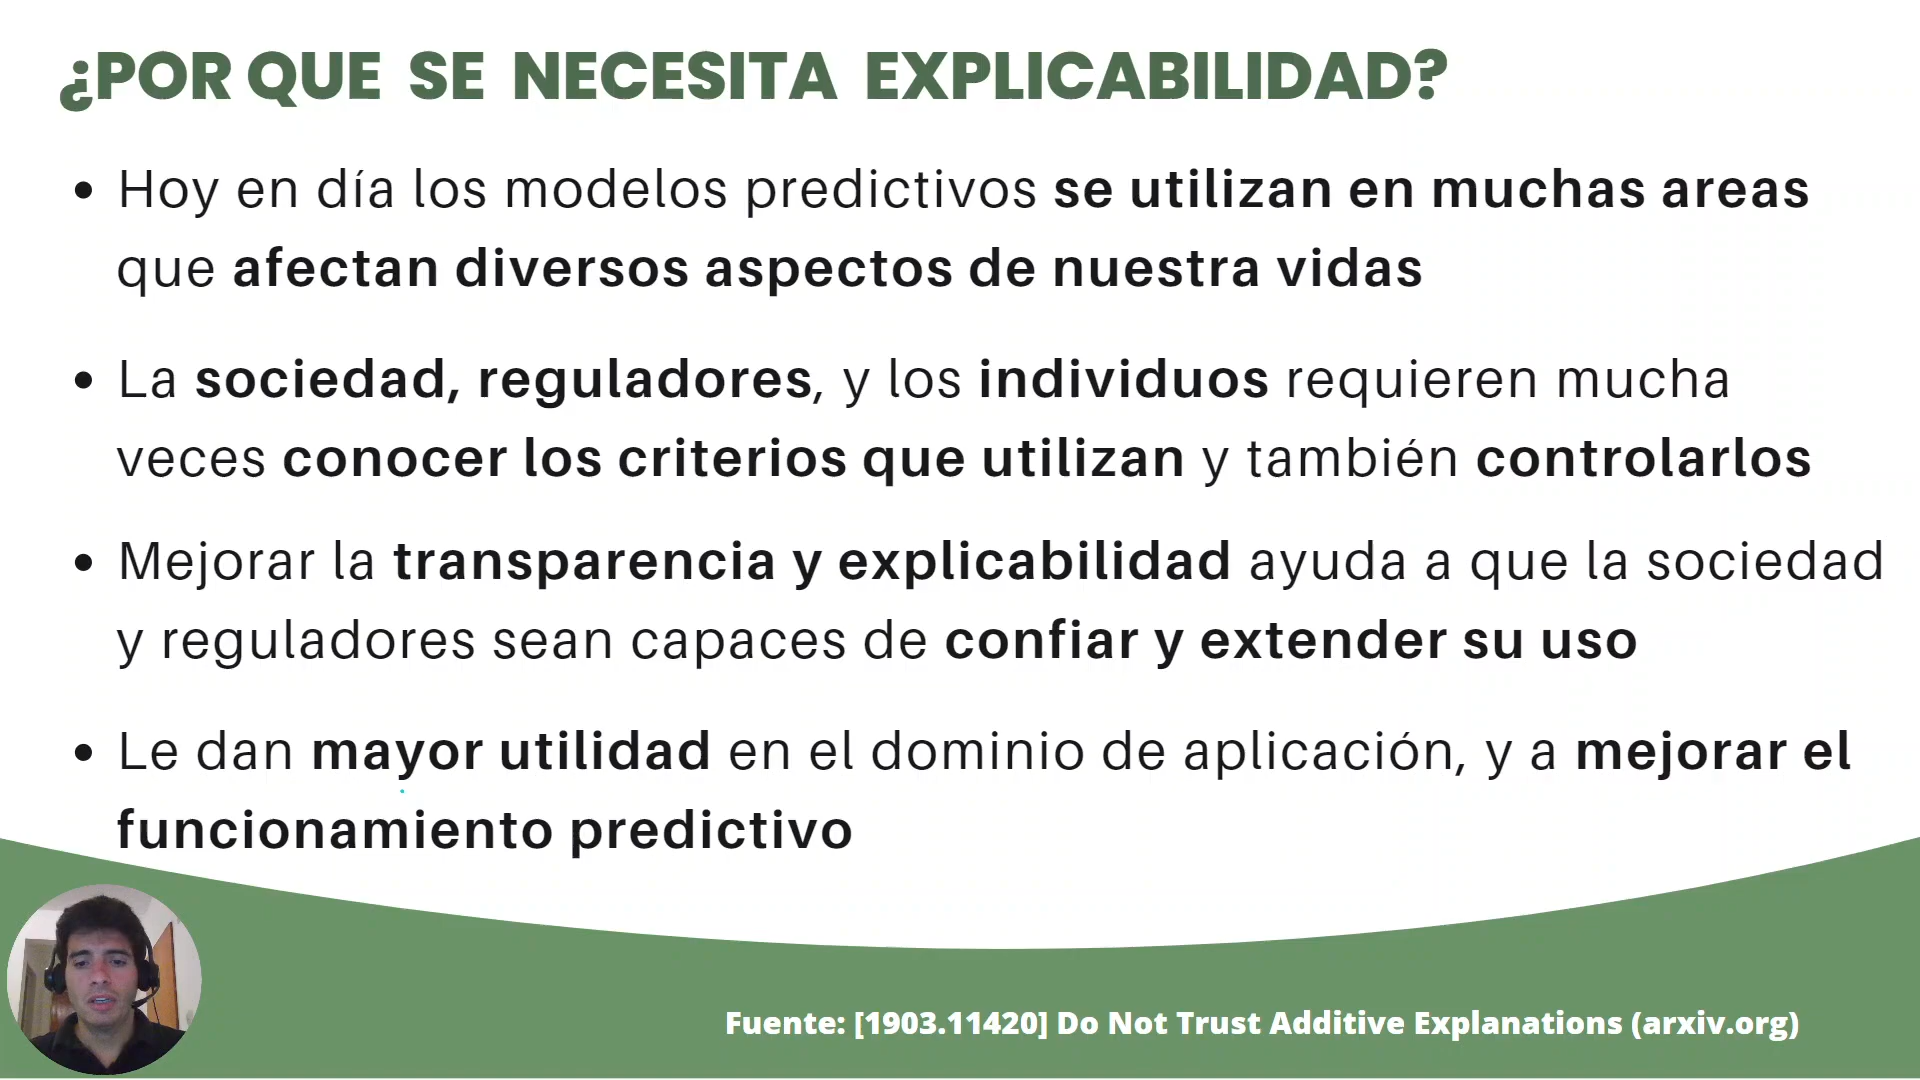 ¿POR QUE SE NECESITA EXPLICABILIDAD?
• Hoy en día los modelos predictivos se utilizan en muchas areas
que afectan diversos aspectos de nuestra vidas
• La sociedad, reguladores, y los individuos requieren mucha
veces conocer los criterios que utilizan y también controlarlos
• Mejorar la transparencia y explicabilidad ayuda a que la sociedad
y reguladores sean capaces de confiar y extender su uso
• Le dan mayor utilidad en el dominio de aplicación, y a mejorar el
funcionamiento predictivo
Fuente: [1903.11420] Do Not Trust Additive Explanations (arxiv.org)